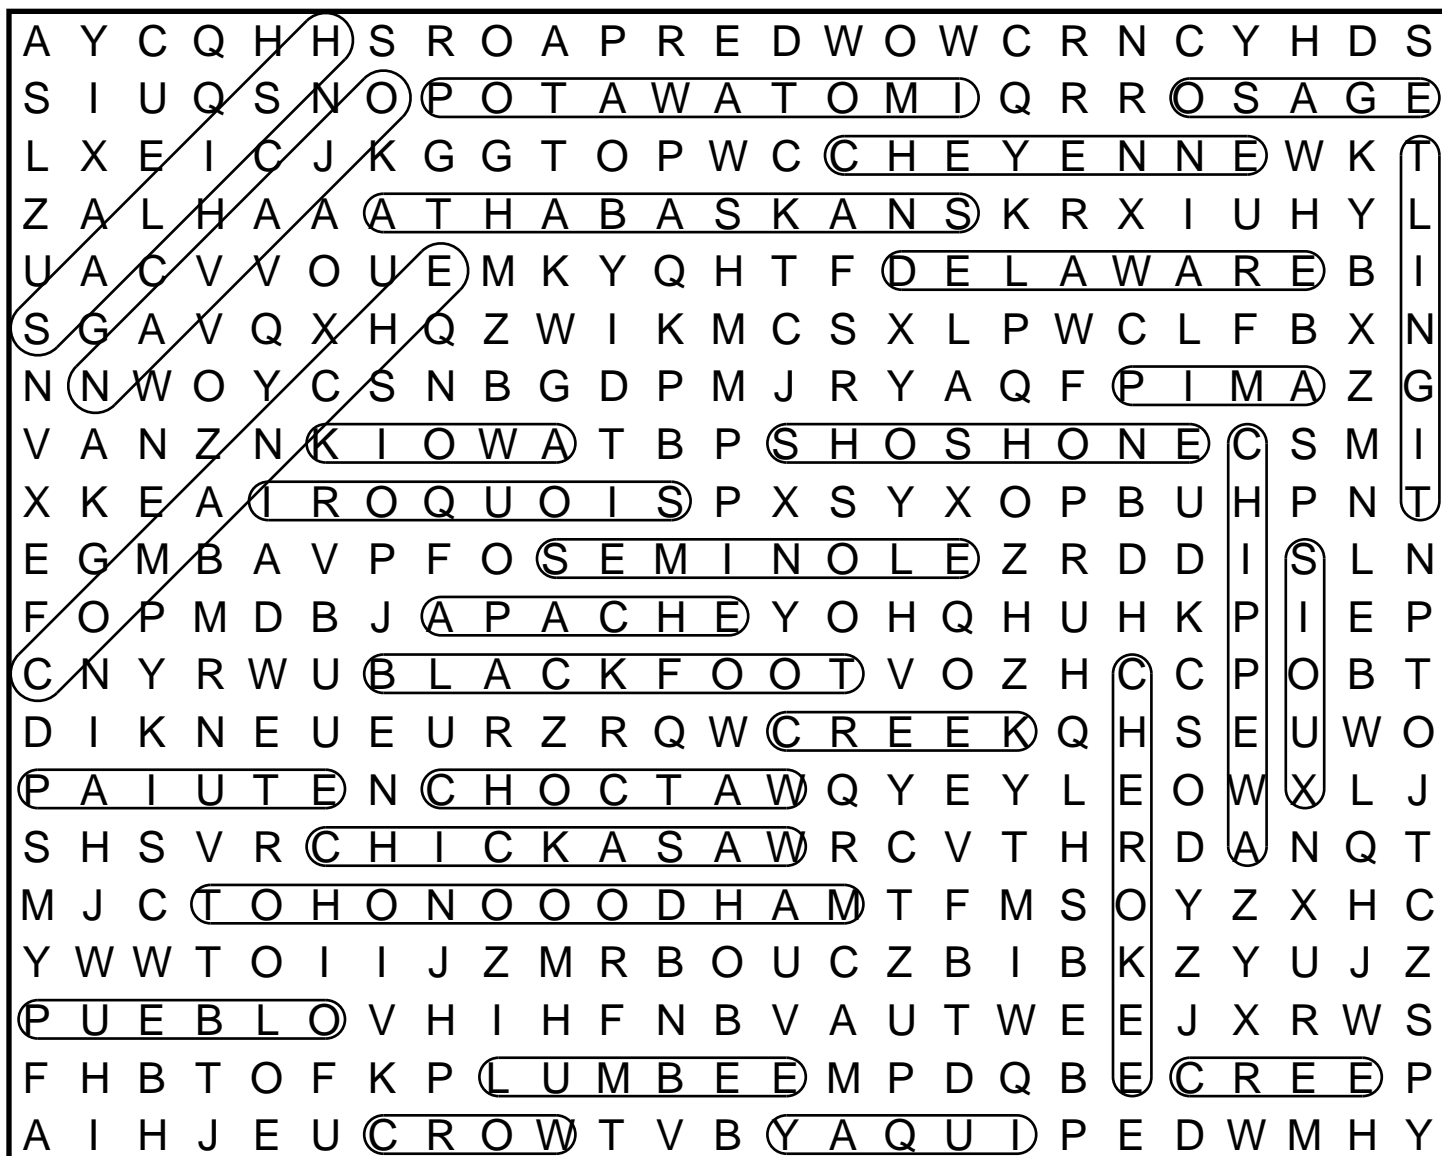 A Y C Q H H S R O A P R E D W O W C R N C Y H D S
S I U Q S N O P O T A W A T O M I Q R R O S A G E
L X E I C J K G G T O P W C C H E Y E N N E W K T
Z A L H A A A T H A B A S K A N S K R X I U H Y L
U A C V V O U E M K Y Q H T F D E L A W A R E B I
S G A V Q X H Q Z W I K M C S X L P W C L F B X N
N N W O Y C S N B G D P M J R Y A Q F P I M A Z G
V A N Z N K I O W A T B P S H O S H O N E C S M I
X K E A I R O Q U O I S P X S Y X O P B U H P N T
E G M B A V P F O S E M I N O L E Z R D D I S L N
F O P M D B J A P A C H E Y O H Q H U H K P I E P
C N Y R W U B L A C K F O O T V O Z H C C P O B T
D I K N E U E U R Z R Q W C R E E K Q H S E U W O
P A I U T E N C H O C T A W Q Y E Y L E O W X L J
S H S V R C H I C K A S A W R C V T H R D A N Q T
M J C T O H O N O O O D H A M T F M S O Y Z X H C
Y W W T O I I J Z M R B O U C Z B I B K Z Y U J Z
P U E B L O V H I H F N B V A U T W E E J X R W S
F H B T O F K P L U M B E E M P D Q B E C R E E P
A I H J E U C R O W T V B Y A Q U I P E D W M H Y